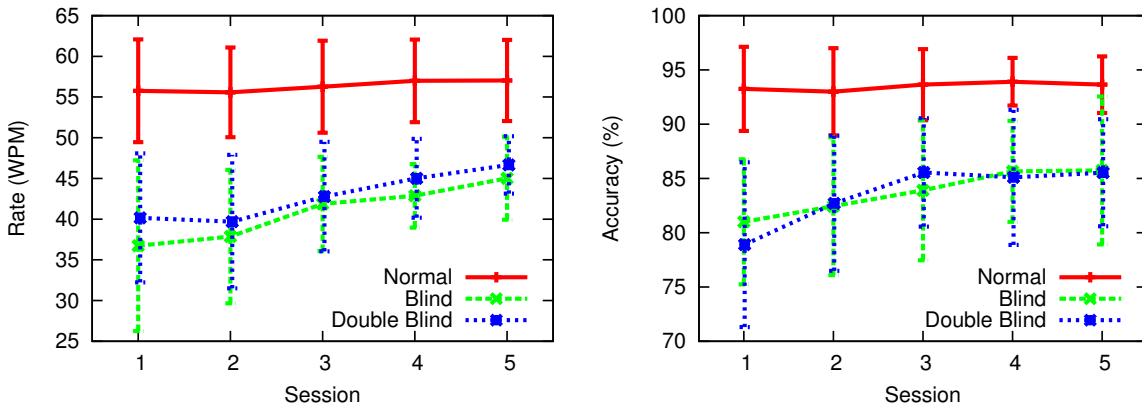 65
60
55
50
45
40
35
30
25
Rate (WPM)
Normal
Blind
Double Blind
1 2 3 4 5
Session
100
95
90
85
80
75
70
Accuracy (%)
Normal
Blind
Double Blind
1 2 3 4 5
Session